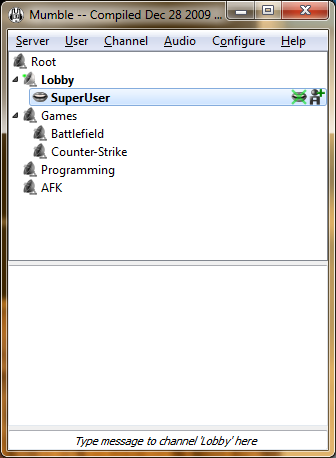 Mumble -- Compiled Dec 28 2009 ...
Server User Channel Audio Configure Help
Root
Lobby
SuperUser
Games
Battlefield
Counter-Strike
Programming
AFK
Type message to channel 'Lobby' here